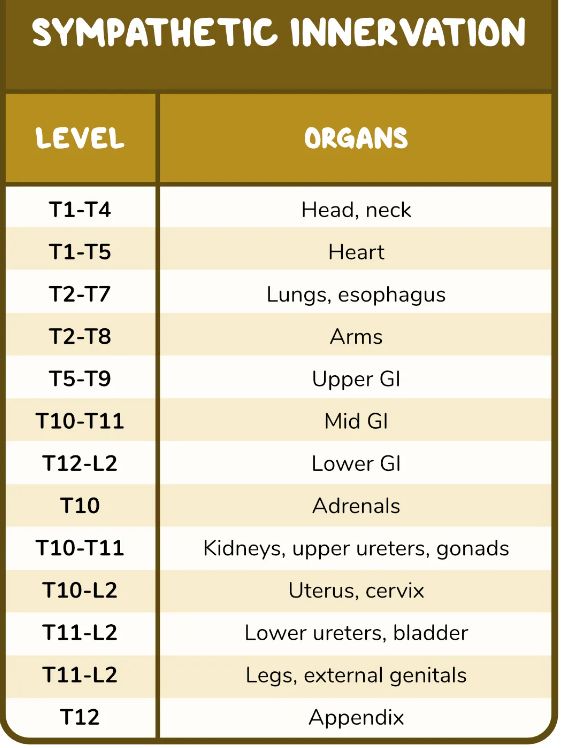 SYMPATHETIC INNERVATION
LEVEL ORGANS
T1-T4 Head, neck
T1-T5 Heart
T2-T7 Lungs, esophagus
T2-T8 Arms
T5-T9 Upper GI
T10-T11 Mid GI
T12-L2 Lower GI
T10 Adrenals
T10-T11 Kidneys, upper ureters, gonads
T10-L2 Uterus, cervix
T11-L2 Lower ureters, bladder
T11-L2 Legs, external genitals
T12 Appendix